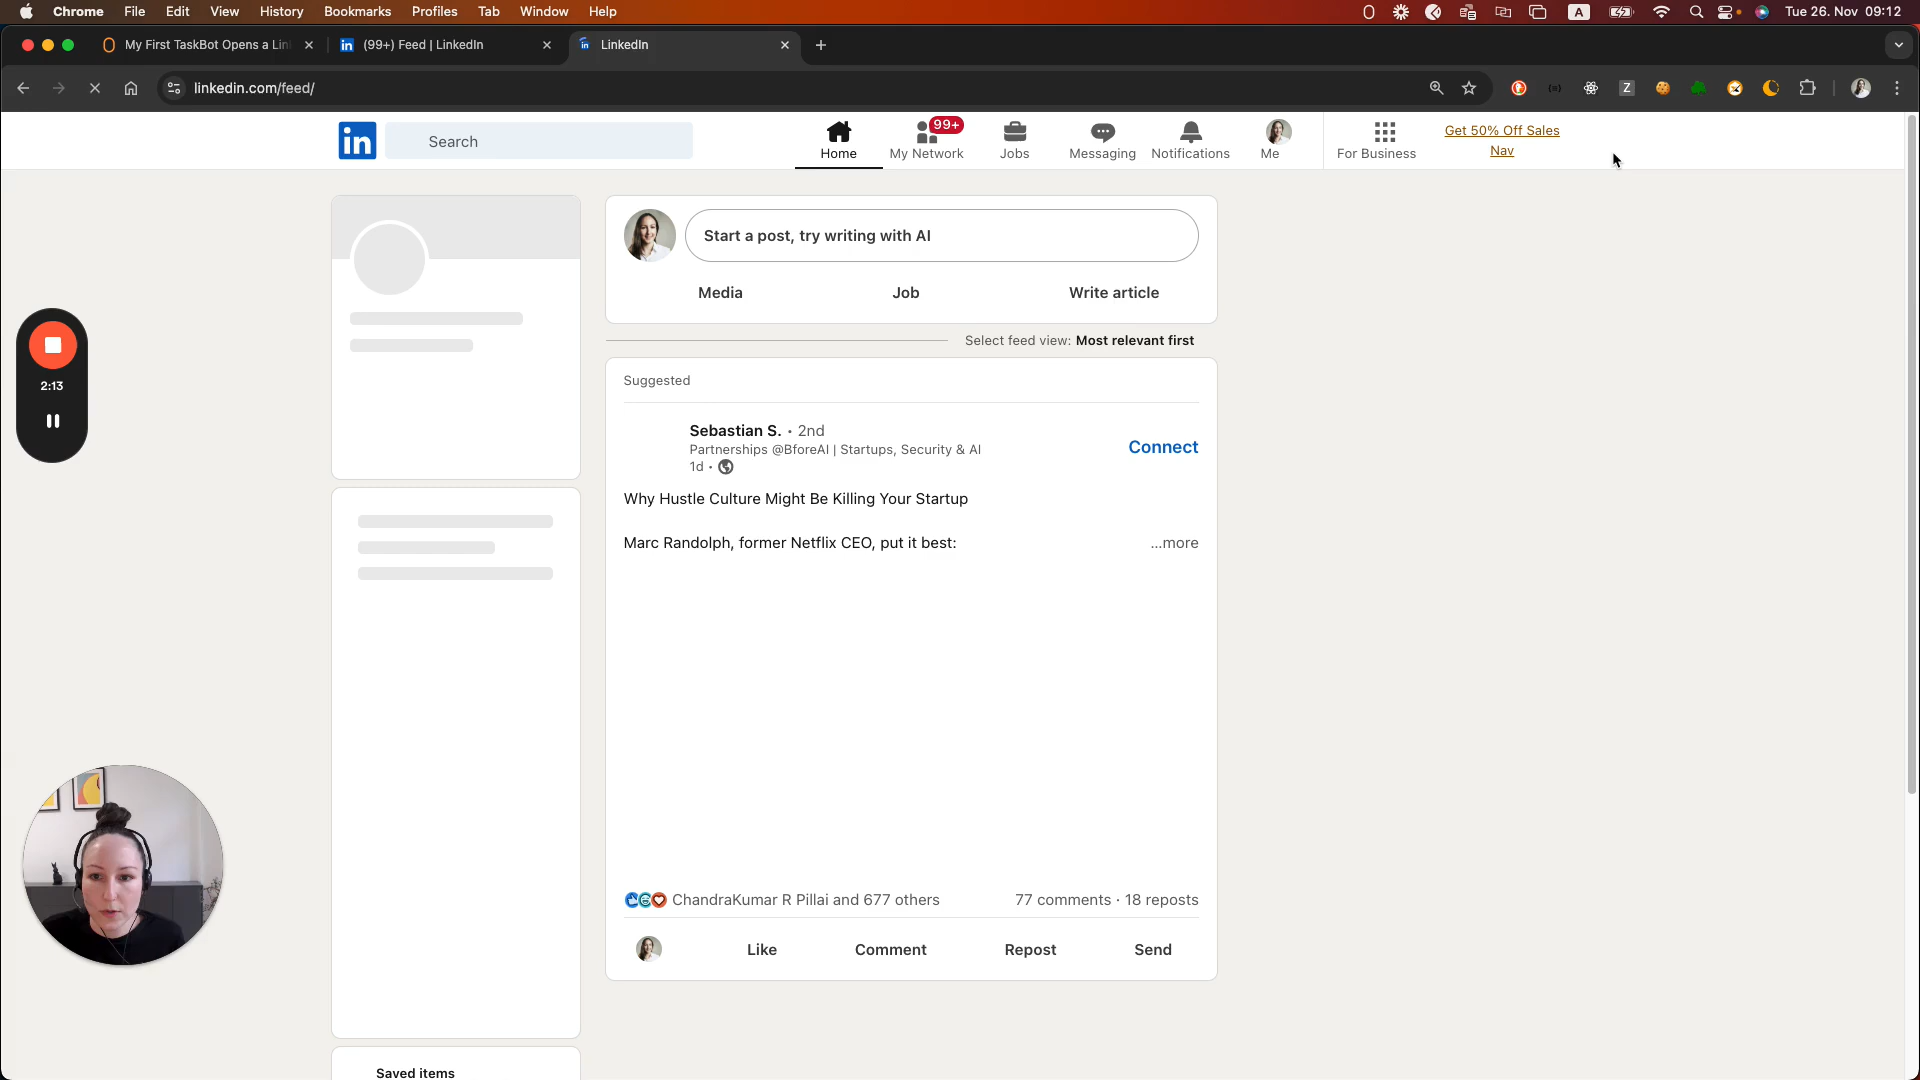 Chrome File Edit View History Bookmarks Profiles Tab Window Help
A
Tue 26. Nov 09:12
My First TaskBot Opens a Lin
in (99+) Feed | LinkedIn
in LinkedIn
linkedin.com/feed/
Z
in
Search
Home
99+
My Network
Jobs
Messaging
Notifications
Me
For Business
Get 50% Off Sales
Nav
Start a post, try writing with AI
Media
Job
Write article
Select feed view: Most relevant first
2:13
Suggested
Sebastian S. • 2nd
Partnerships @BforeAI | Startups, Security & AI
1d •
Connect
Why Hustle Culture Might Be Killing Your Startup
Marc Randolph, former Netflix CEO, put it best:
...more
ChandraKumar R Pillai and 677 others
77 comments · 18 reposts
Like
Comment
Repost
Send
Saved items